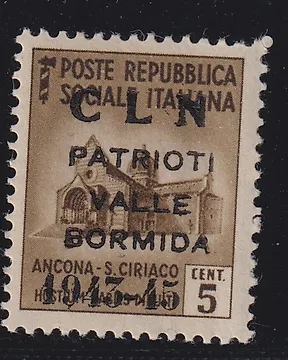 POSTE REPUBBLICA
SOCIALE ITALIANA
C L N
PATRIOTI
VALLE
BORMIDA
ANCONA - S. CIRIACO
CENT.
5
1943-45